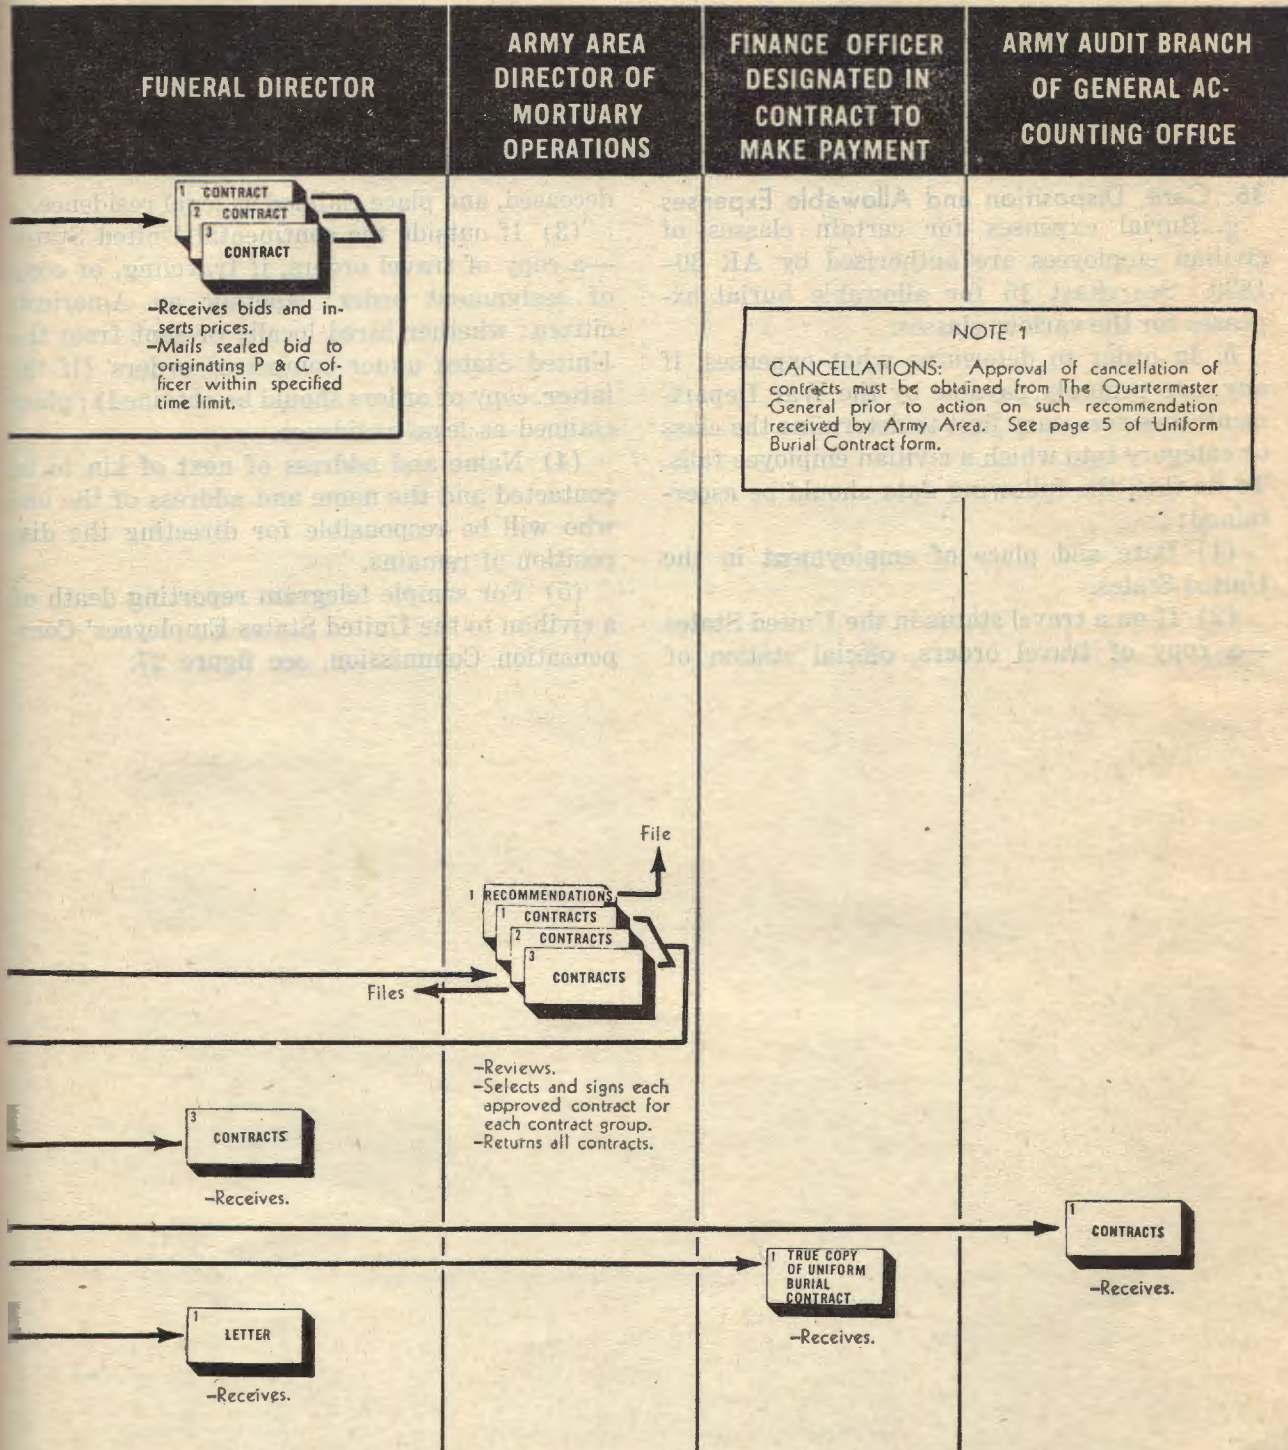 FUNERAL DIRECTOR
ARMY AREA
DIRECTOR OF
MORTUARY
OPERATIONS
FINANCE OFFICER
DESIGNATED IN
CONTRACT TO
MAKE PAYMENT
ARMY AUDIT BRANCH
OF GENERAL AC-
COUNTING OFFICE
1 CONTRACT
2 CONTRACT
3
CONTRACT
–Receives bids and in-
serts prices.
–Mails sealed bid to
originating P & C of-
ficer within specified
time limit.
NOTE 1
CANCELLATIONS: Approval of cancellation of
contracts must be obtained from The Quartermaster
General prior to action on such recommendation
received by Army Area. See page 5 of Uniform
Burial Contract form.
File
1 RECOMMENDATIONS
1 CONTRACTS
2 CONTRACTS
3
CONTRACTS
Files
–Reviews.
–Selects and signs each
approved contract for
each contract group.
–Returns all contracts.
3
CONTRACTS
–Receives.
1
CONTRACTS
–Receives.
1 TRUE COPY
OF UNIFORM
BURIAL
CONTRACT
–Receives.
1
LETTER
–Receives.